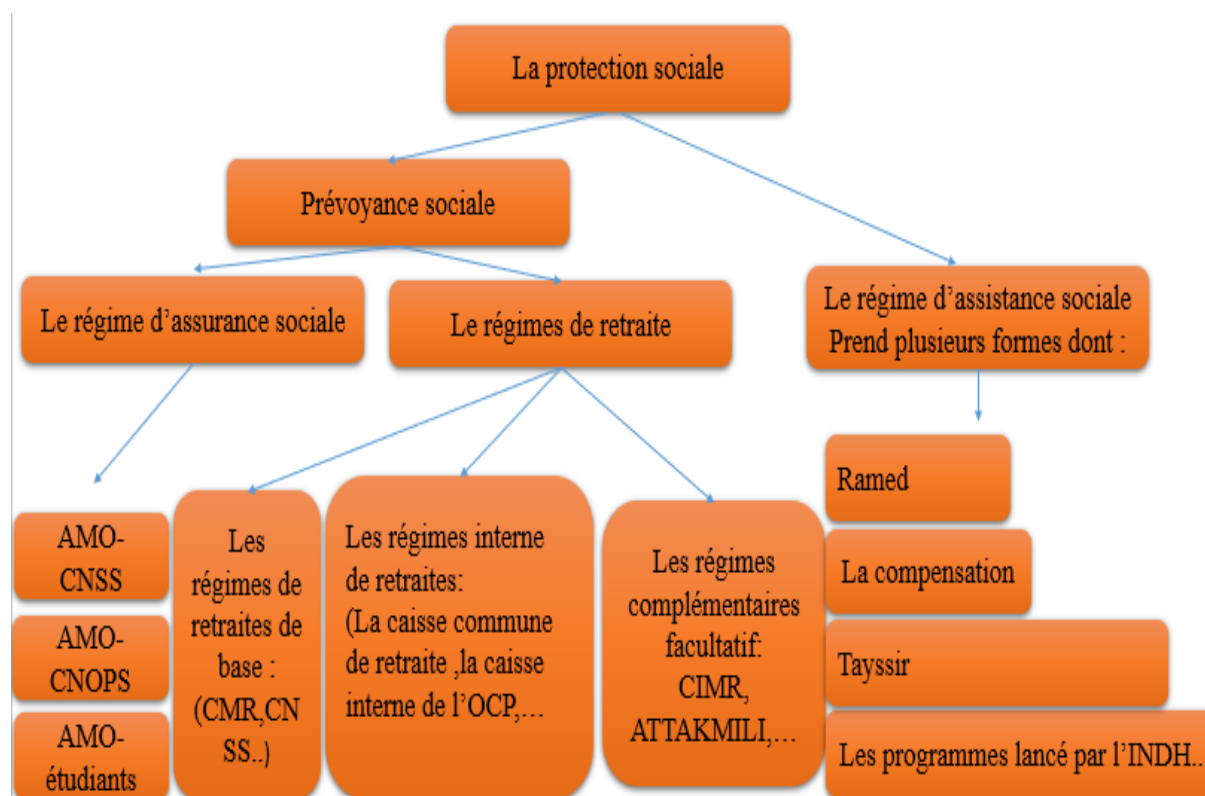 La protection sociale
Prévoyance sociale
Le régime d’assurance sociale
Le régimes de retraite
Le régime d’assistance sociale
Prend plusieurs formes dont :
AMO-
CNSS
AMO-
CNOPS
AMO-
étudiants
Les
régimes de
retraites de
base :
(CMR,CN
SS..)
Les régimes interne
de retraites:
(La caisse commune
de retraite ,la caisse
interne de l’OCP,…
Les régimes
complémentaires
facultatif:
CIMR,
ATTAKMILI,…
Ramed
La compensation
Tayssir
Les programmes lancé par l’INDH..